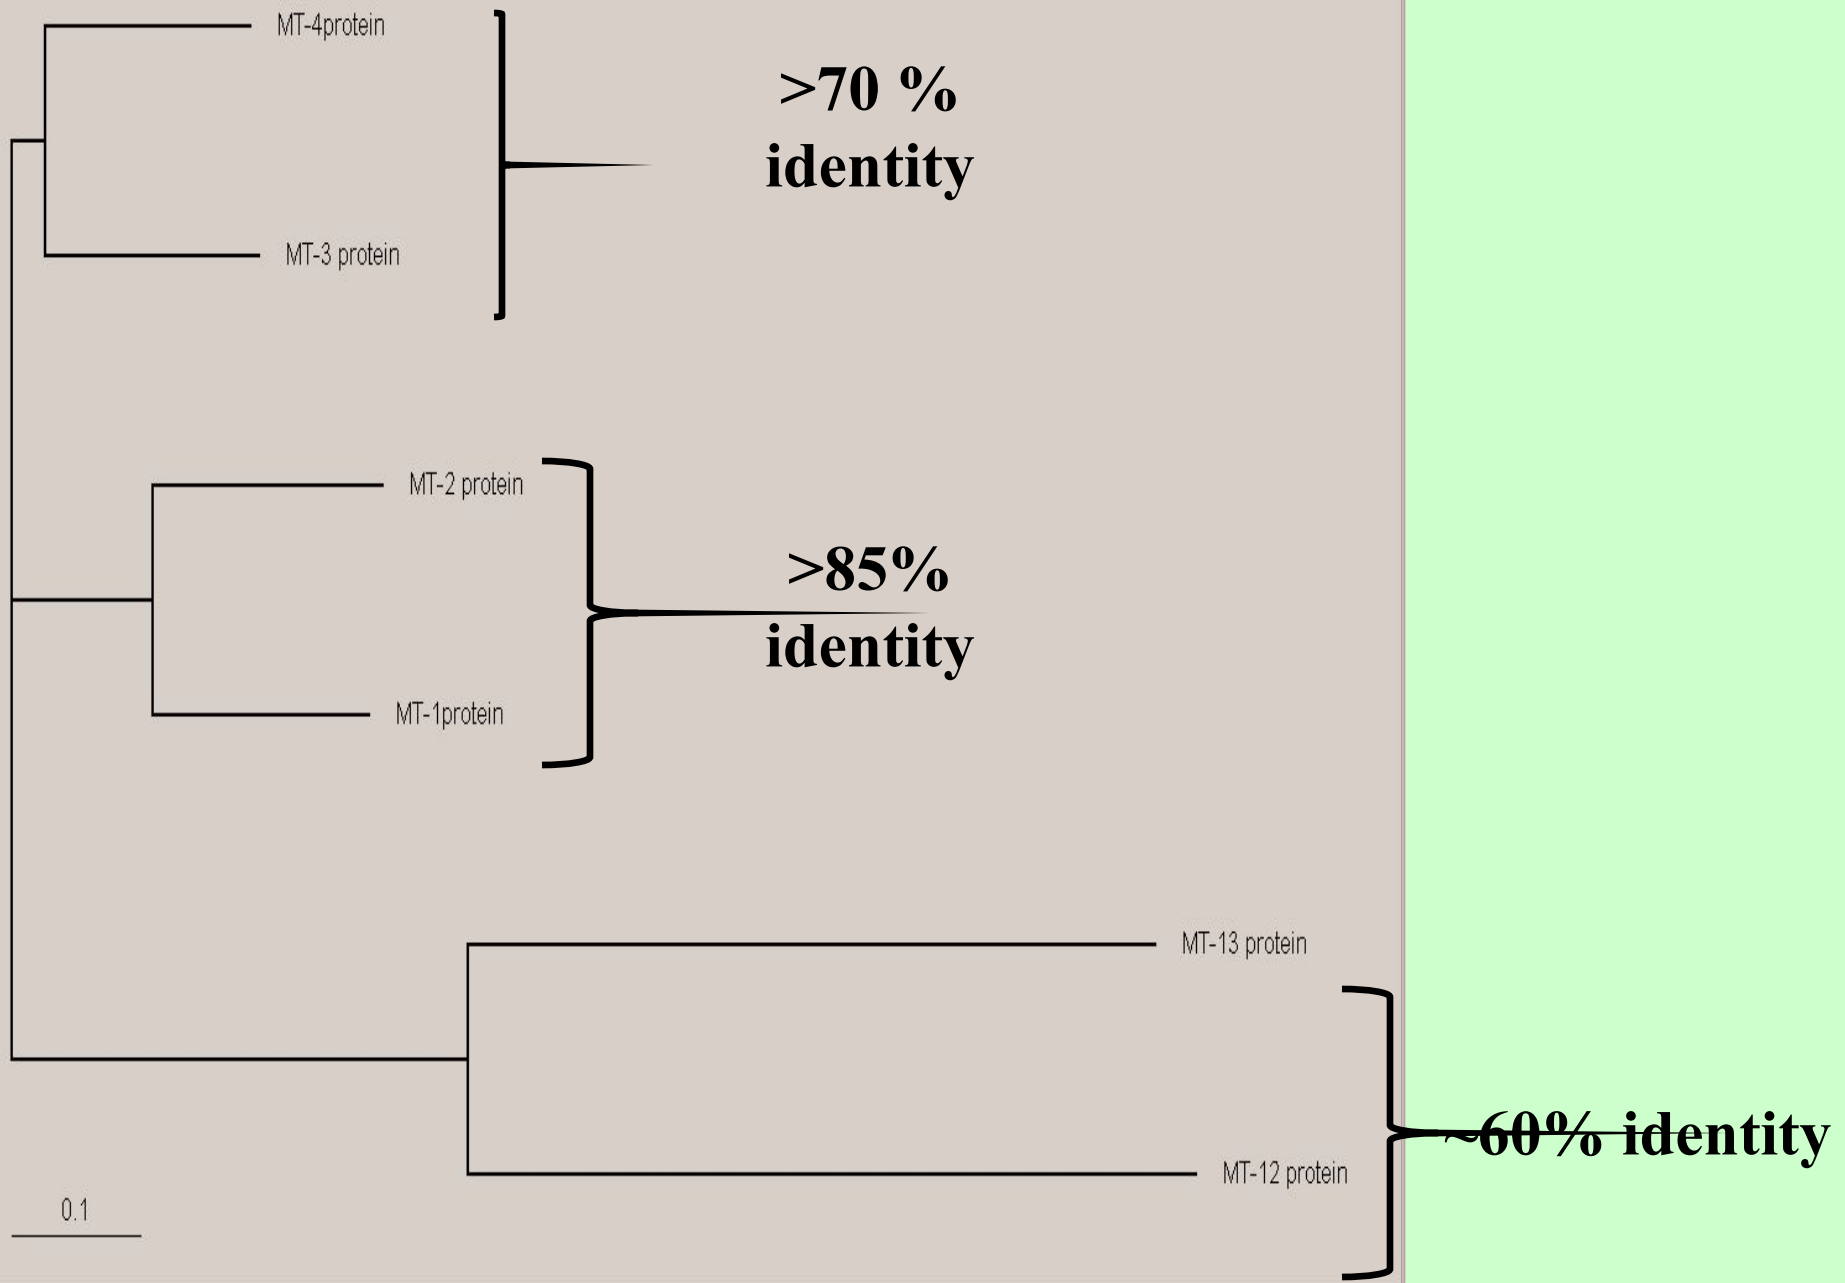 MT-4protein
>70 %
identity
MT-3 protein
MT-2 protein
>85%
identity
MT-1protein
MT-13 protein
~60% identity
MT-12 protein
0.1